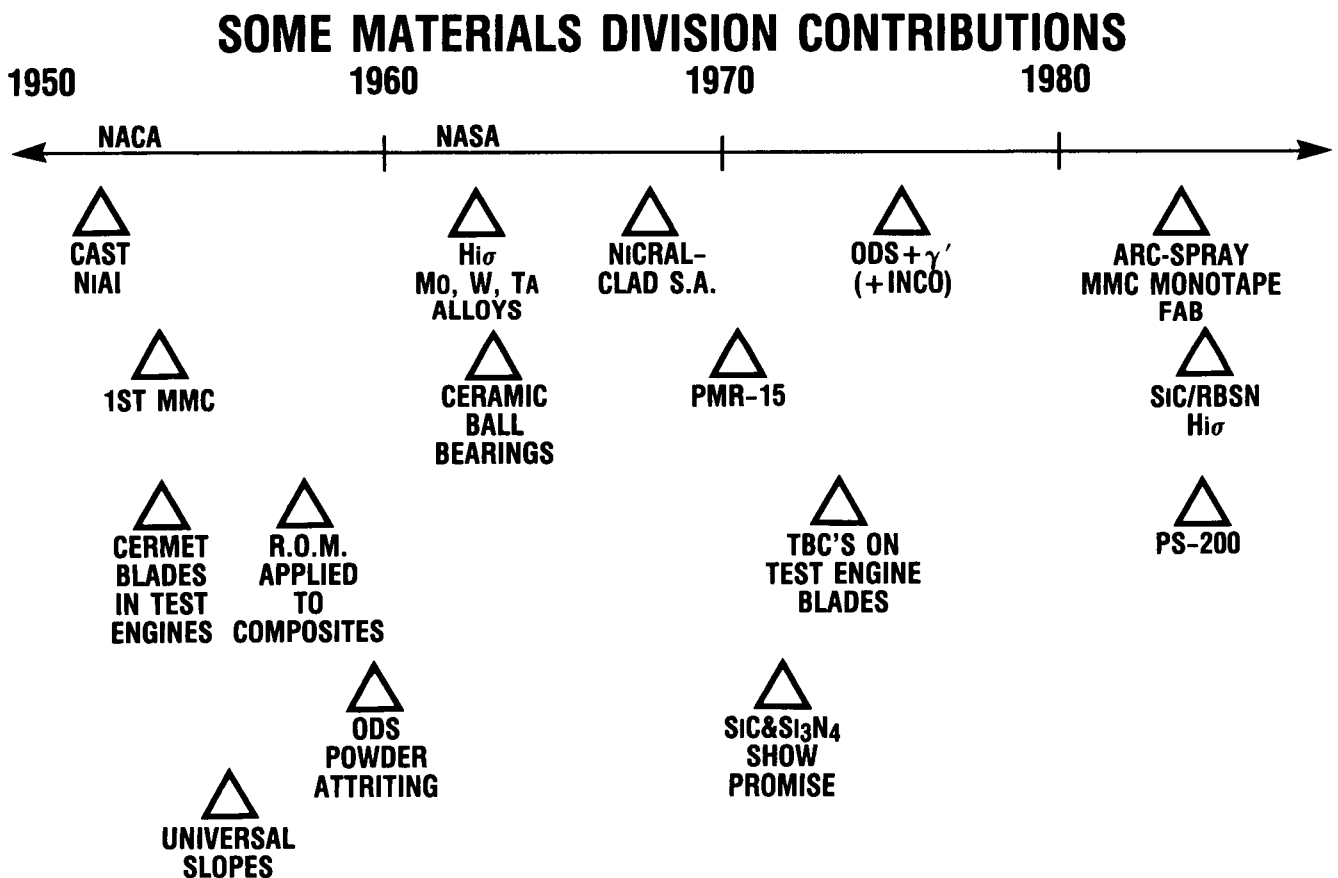 SOME MATERIALS DIVISION CONTRIBUTIONS
1950 1960 1970 1980
NACA NASA
CAST
NiAl
Hiσ
Mo, W, Ta
ALLOYS
NiCRAL-
CLAD S.A.
ODS+γ′
(+INCO)
ARC-SPRAY
MMC MONOTAPE
FAB
1ST MMC
CERAMIC
BALL
BEARINGS
PMR-15
SiC/RBSN
Hiσ
CERMET
BLADES
IN TEST
ENGINES
R.O.M.
APPLIED
TO
COMPOSITES
TBC'S ON
TEST ENGINE
BLADES
PS-200
ODS
POWDER
ATTRITING
SiC&Si3N4
SHOW
PROMISE
UNIVERSAL
SLOPES